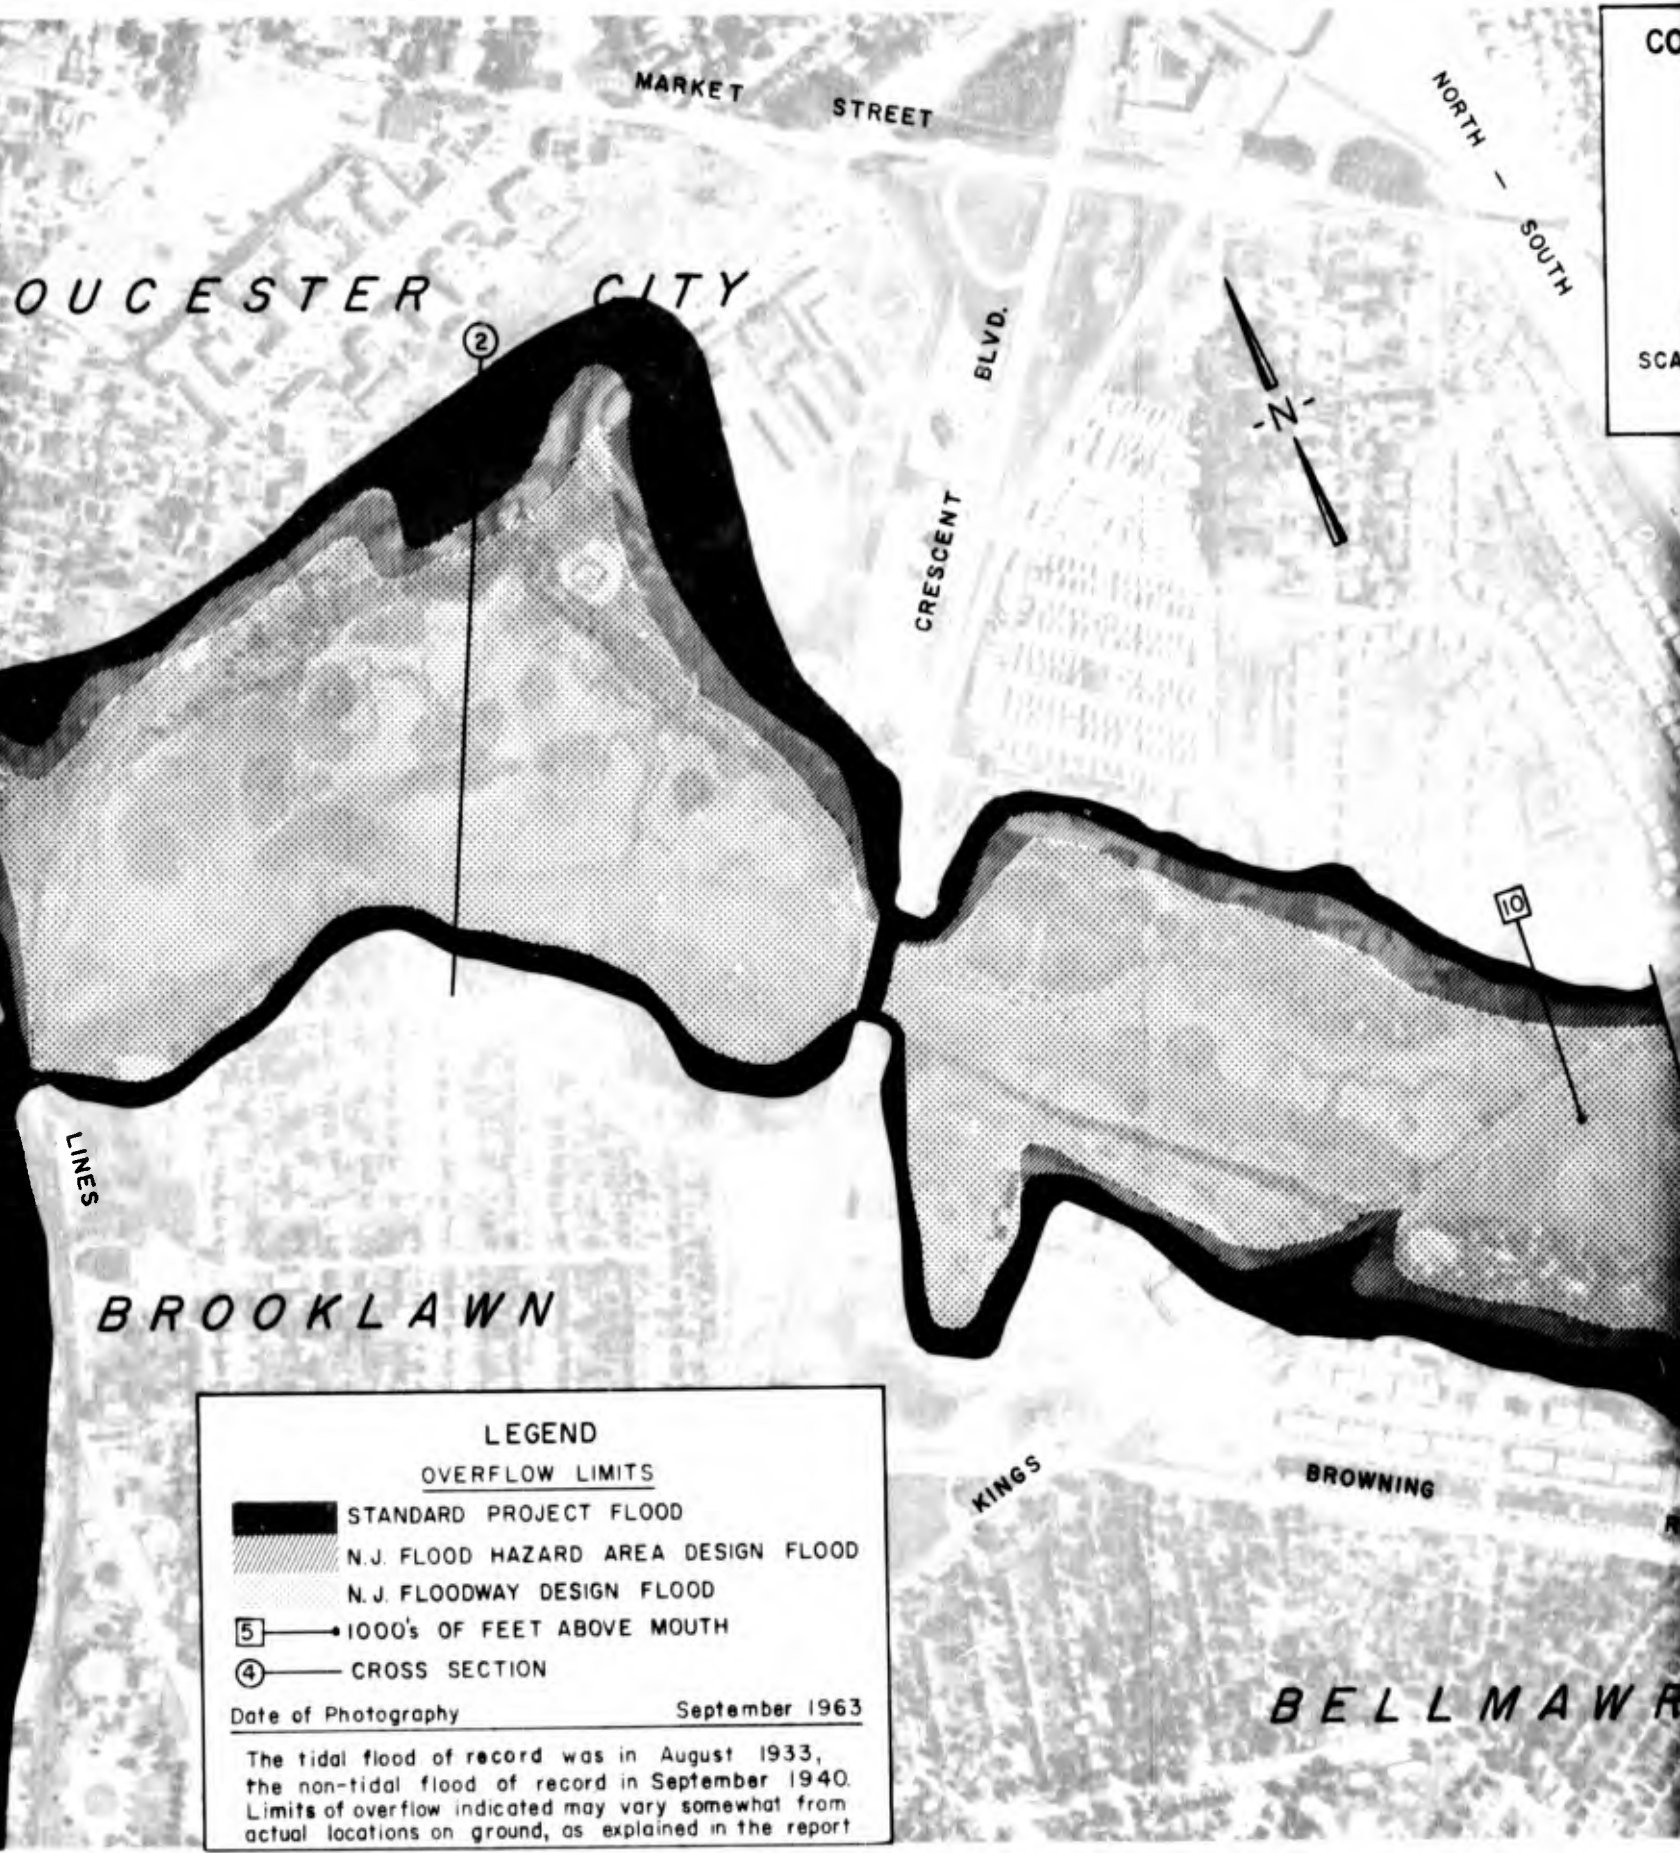 MARKET STREET
NORTH — SOUTH
CO
SCA
OUCESTER CITY
2
BLVD.
N
CRESCENT
10
LINES
BROOKLAWN
LEGEND
OVERFLOW LIMITS
STANDARD PROJECT FLOOD
N.J. FLOOD HAZARD AREA DESIGN FLOOD
N.J. FLOODWAY DESIGN FLOOD
5 1000's OF FEET ABOVE MOUTH
4 CROSS SECTION
Date of Photography September 1963
The tidal flood of record was in August 1933,
the non-tidal flood of record in September 1940.
Limits of overflow indicated may vary somewhat from
actual locations on ground, as explained in the report
KINGS
BROWNING
R
BELLMAWR